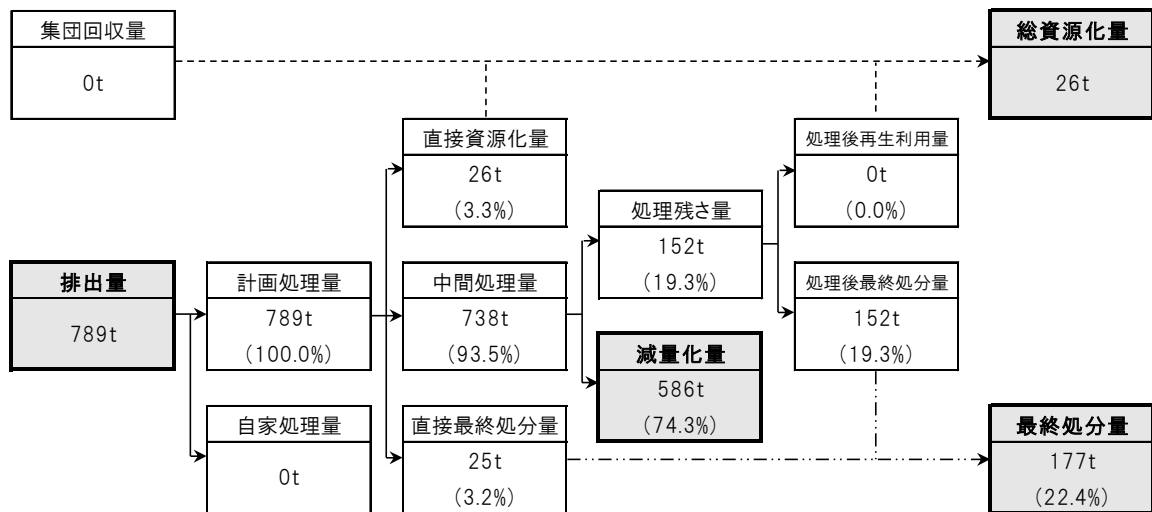 集団回収量
0t
総資源化量
26t
直接資源化量
26t
(3.3%)
処理後再生利用量
0t
(0.0%)
処理残さ量
152t
(19.3%)
排出量
789t
計画処理量
789t
(100.0%)
中間処理量
738t
(93.5%)
処理後最終処分量
152t
(19.3%)
減量化量
586t
(74.3%)
自家処理量
0t
直接最終処分量
25t
(3.2%)
最終処分量
177t
(22.4%)